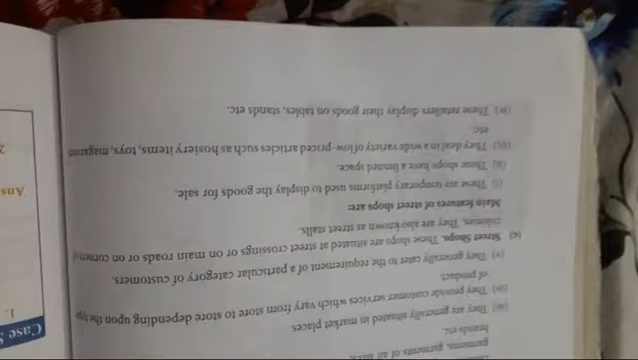 garments, garments of all sizes,
brands etc.
(iii) They are generally situated in market places
(iv) They provide customer services which vary from store to store depending upon the type
of product.
(v) They generally cater to the requirement of a particular category of customers.
(c) Street Shops. These shops are situated at street crossings or on main roads or on corners
colonies. They are also known as street stalls.
Main features of street shops are:
(i) These are temporary platforms used to display the goods for sale.
(ii) These shops have a limited space.
(iii) They deal in a wide variety of low-priced articles such as hosiery items, toys, magazine
etc
(iv) These retailers display their goods on tables, stands etc.
Case S
1.
Ans
2